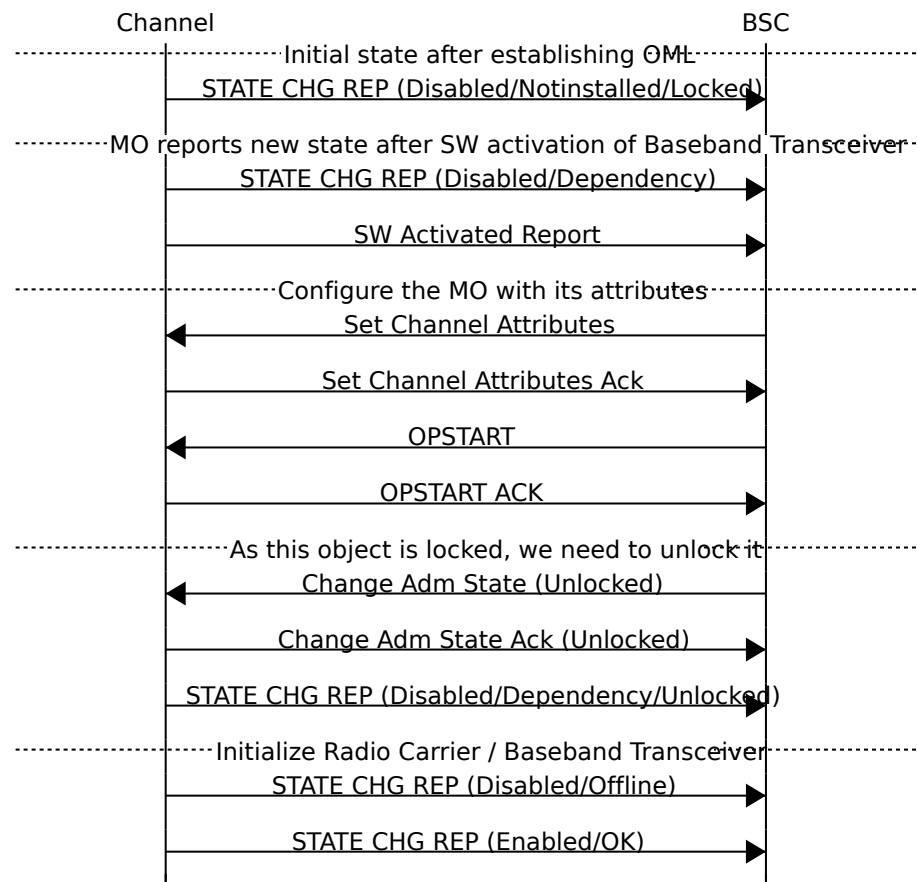 Channel BSC
Initial state after establishing OML
STATE CHG REP (Disabled/Notinstalled/Locked)
MO reports new state after SW activation of Baseband Transceiver
STATE CHG REP (Disabled/Dependency)
SW Activated Report
Configure the MO with its attributes
Set Channel Attributes
Set Channel Attributes Ack
OPSTART
OPSTART ACK
As this object is locked, we need to unlock it
Change Adm State (Unlocked)
Change Adm State Ack (Unlocked)
STATE CHG REP (Disabled/Dependency/Unlocked)
Initialize Radio Carrier / Baseband Transceiver
STATE CHG REP (Disabled/Offline)
STATE CHG REP (Enabled/OK)